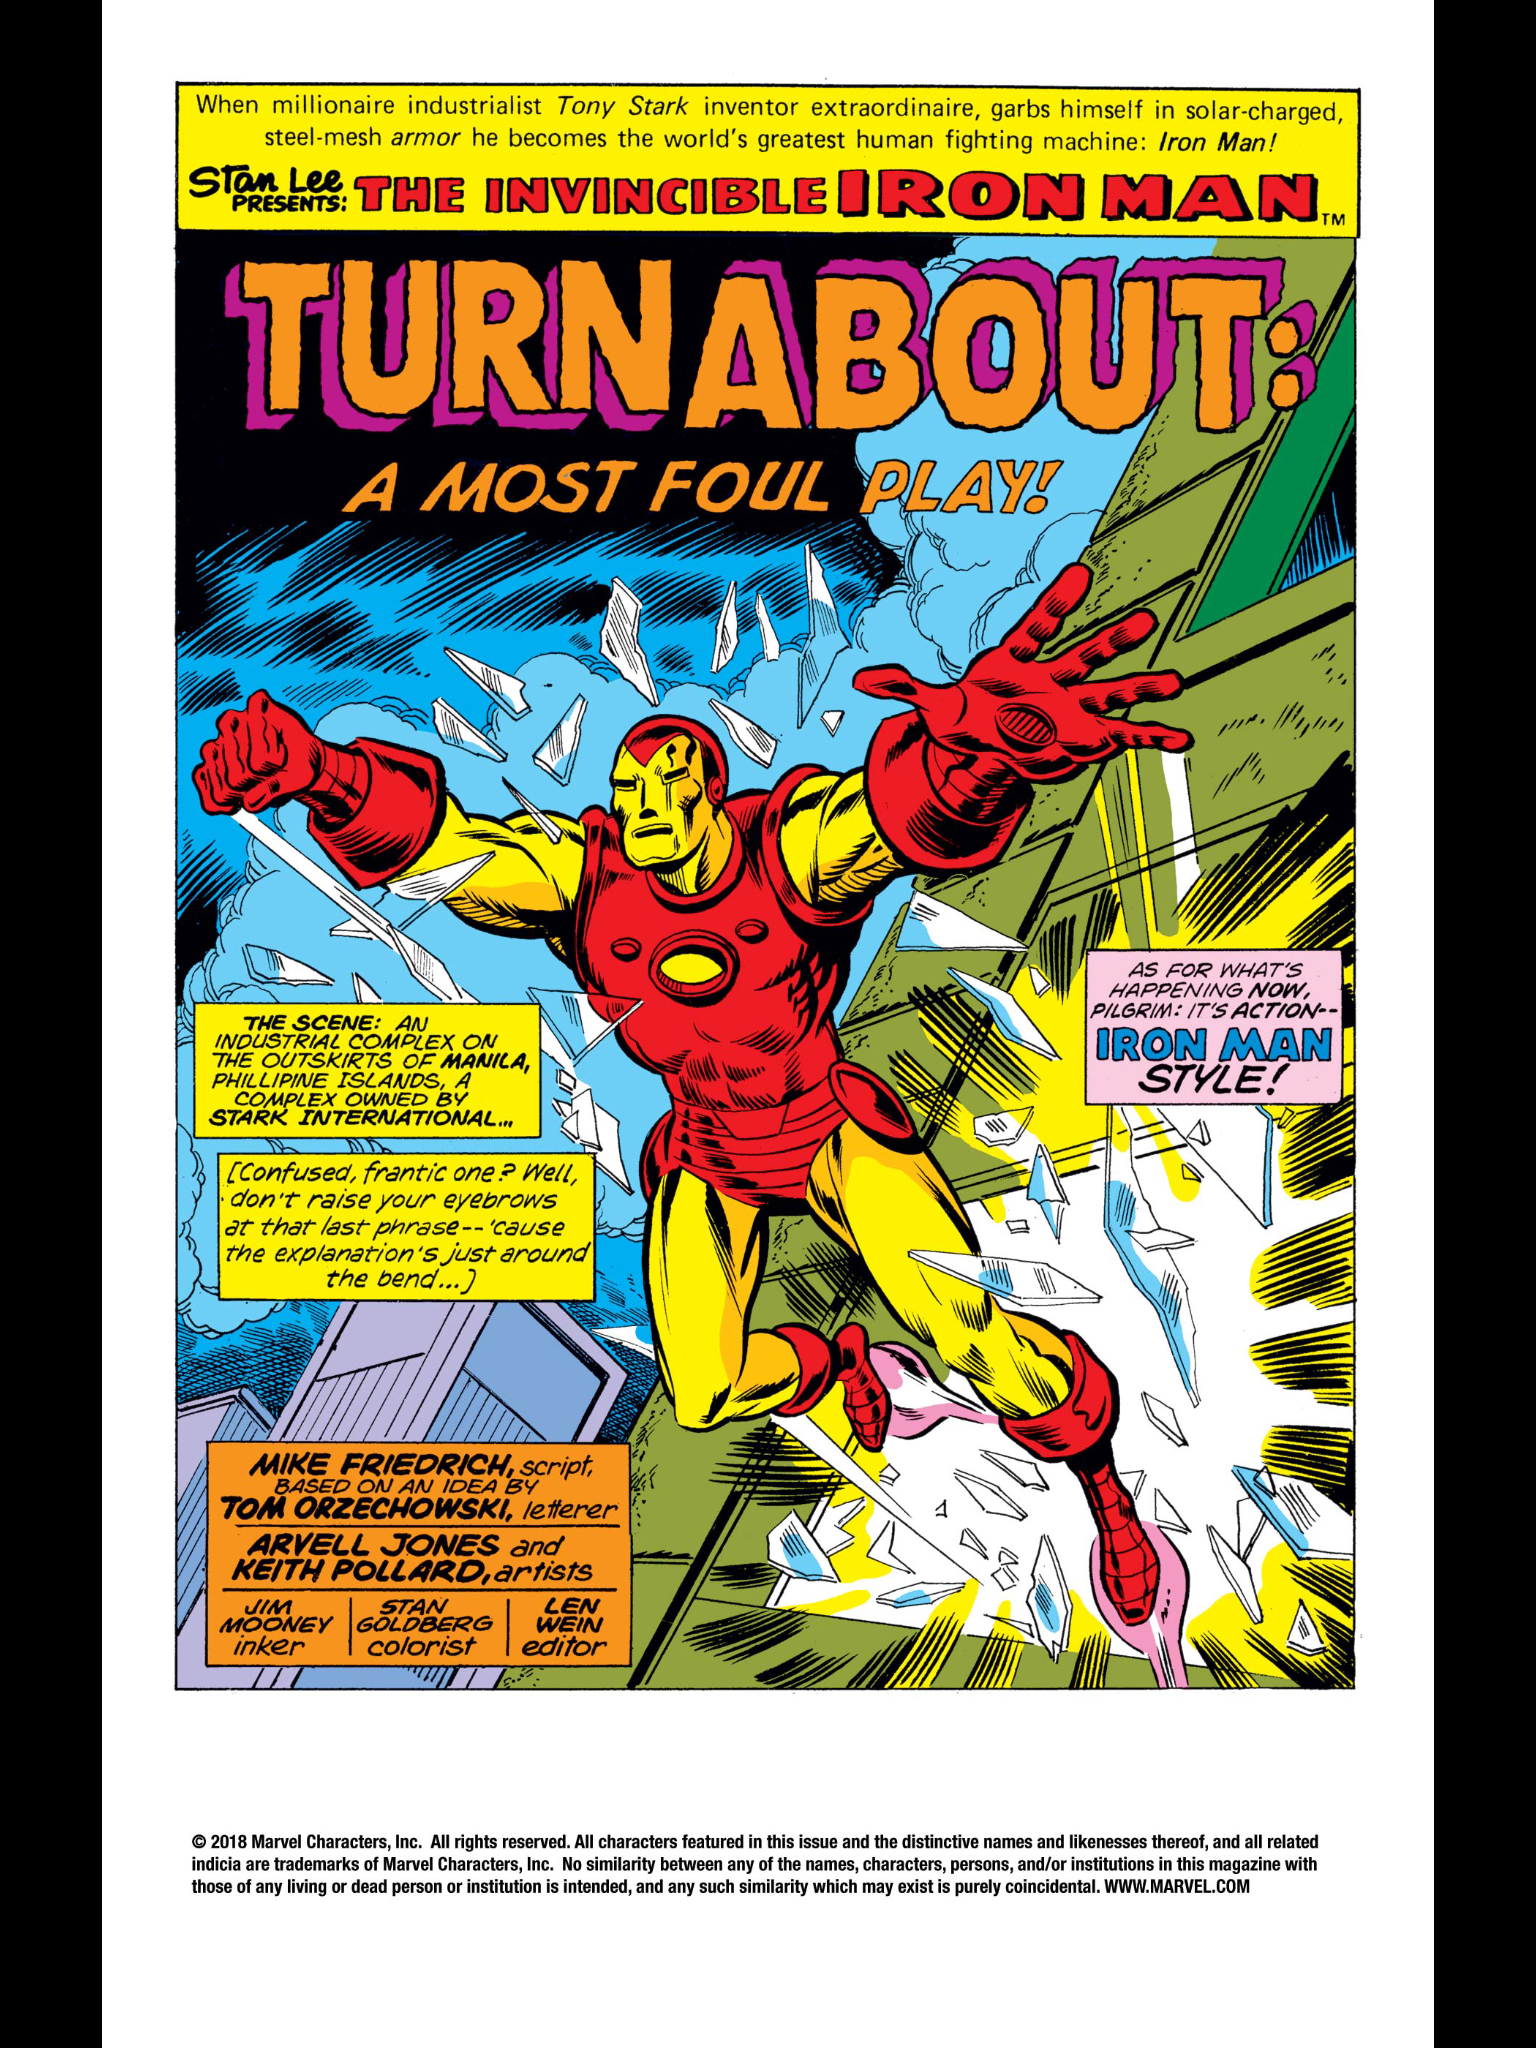 When millionaire industrialist Tony Stark inventor extraordinaire, garbs himself in solar-charged,
steel-mesh armor he becomes the world's greatest human fighting machine: Iron Man!
Stan Lee
PRESENTS: THE INVINCIBLE IRON MAN TM
TURNABOUT:
A MOST FOUL PLAY!
THE SCENE: AN
INDUSTRIAL COMPLEX ON
THE OUTSKIRTS OF MANILA,
PHILLIPINE ISLANDS, A
COMPLEX OWNED BY
STARK INTERNATIONAL...
[Confused, frantic one? Well,
don't raise your eyebrows
at that last phrase--'cause
the explanation's just around
the bend...]
AS FOR WHAT'S
HAPPENING NOW,
PILGRIM: IT'S ACTION--
IRON MAN
STYLE!
MIKE FRIEDRICH, script,
BASED ON AN IDEA BY
TOM ORZECHOWSKI, letterer
ARVELL JONES and
KEITH POLLARD, artists
JIM
MOONEY
inker
STAN
GOLDBERG
colorist
LEN
WEIN
editor
© 2018 Marvel Characters, Inc. All rights reserved. All characters featured in this issue and the distinctive names and likenesses thereof, and all related
indicia are trademarks of Marvel Characters, Inc. No similarity between any of the names, characters, persons, and/or institutions in this magazine with
those of any living or dead person or institution is intended, and any such similarity which may exist is purely coincidental. WWW.MARVEL.COM